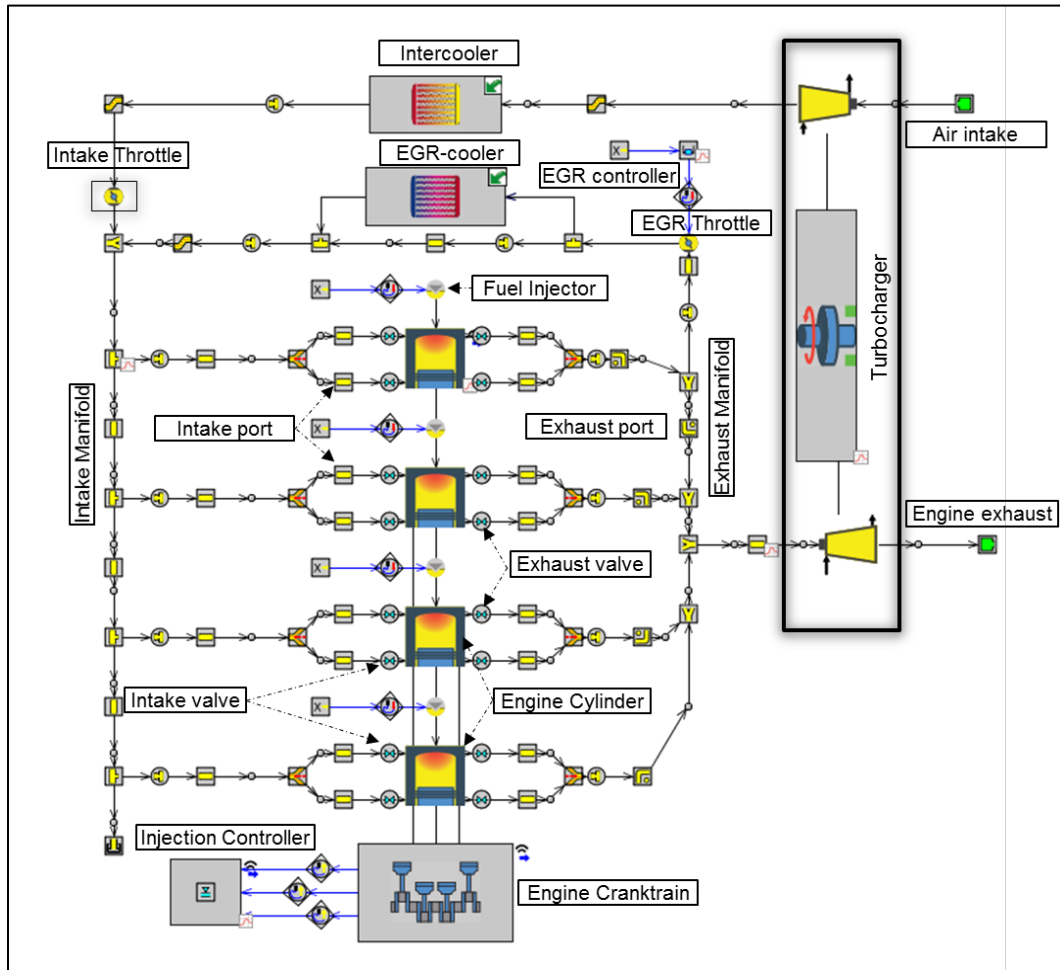 Intercooler
Air intake
Intake Throttle
EGR-cooler
EGR controller
X
EGR Throttle
X
Fuel Injector
Turbocharger
Intake Manifold
Exhaust Manifold
Intake port
X
Exhaust port
Engine exhaust
X
Exhaust valve
Intake valve
X
Engine Cylinder
Injection Controller
Engine Cranktrain